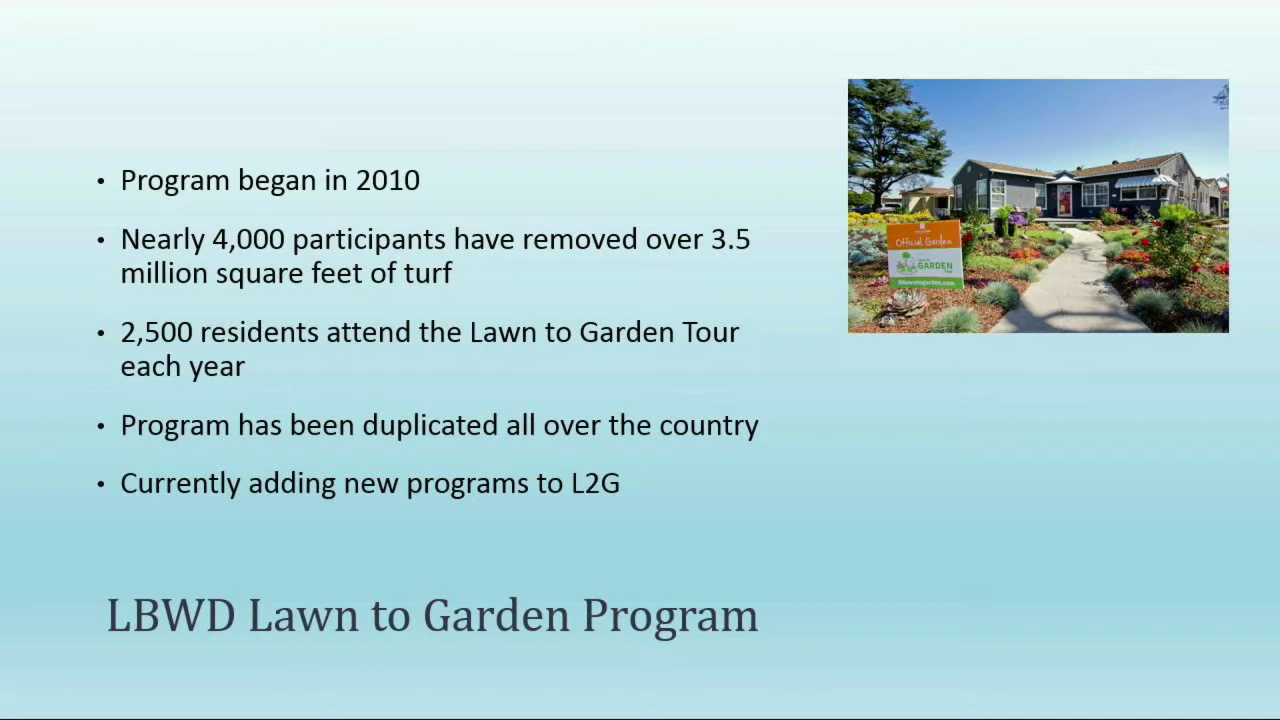 • Program began in 2010
• Nearly 4,000 participants have removed over 3.5
million square feet of turf
• 2,500 residents attend the Lawn to Garden Tour
each year
• Program has been duplicated all over the country
• Currently adding new programs to L2G
Official Garden
GARDEN
LBWD Lawn to Garden Program